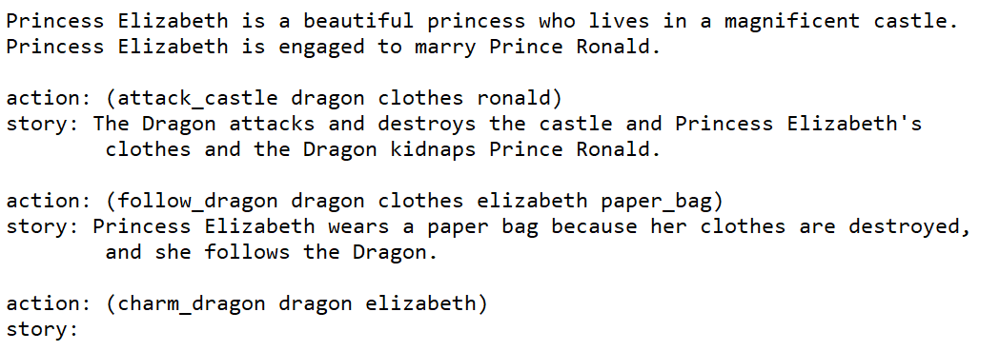 Princess Elizabeth is a beautiful princess who lives in a magnificent castle.
Princess Elizabeth is engaged to marry Prince Ronald.
action: (attack_castle dragon clothes ronald)
story: The Dragon attacks and destroys the castle and Princess Elizabeth's
clothes and the Dragon kidnaps Prince Ronald.
action: (follow_dragon dragon clothes elizabeth paper_bag)
story: Princess Elizabeth wears a paper bag because her clothes are destroyed,
and she follows the Dragon.
action: (charm_dragon dragon elizabeth)
story: